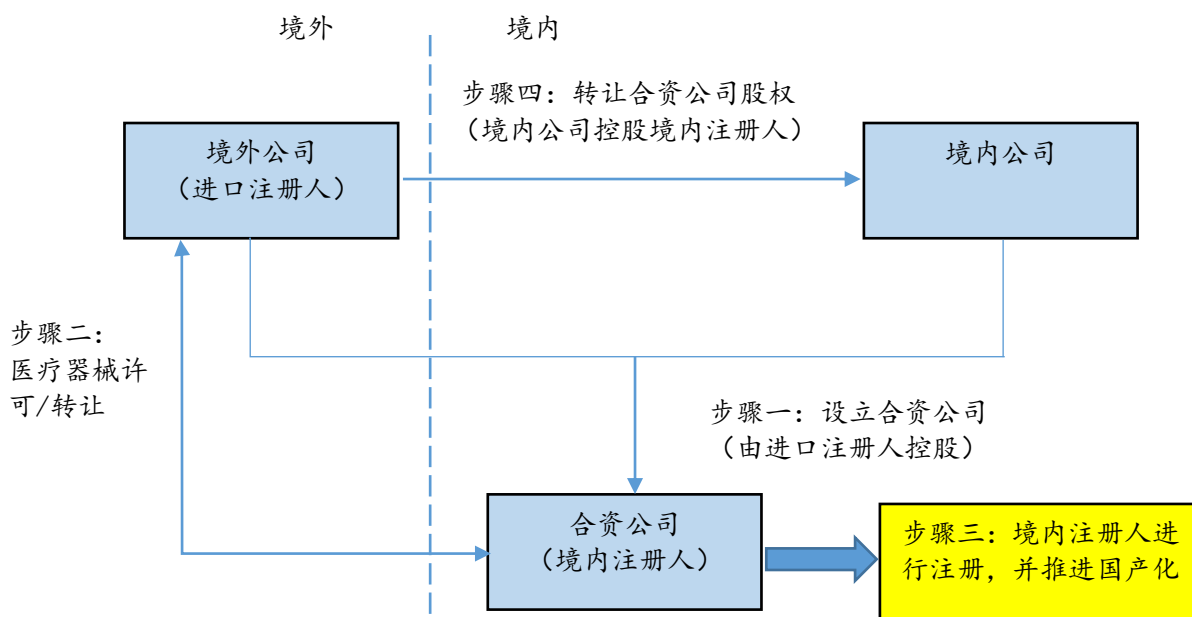 境外
境内
步骤四：转让合资公司股权
（境内公司控股境内注册人）
境外公司
（进口注册人）
境内公司
步骤二：
医疗器械许
可/转让
步骤一：设立合资公司
（由进口注册人控股）
合资公司
（境内注册人）
步骤三：境内注册人进
行注册，并推进国产化